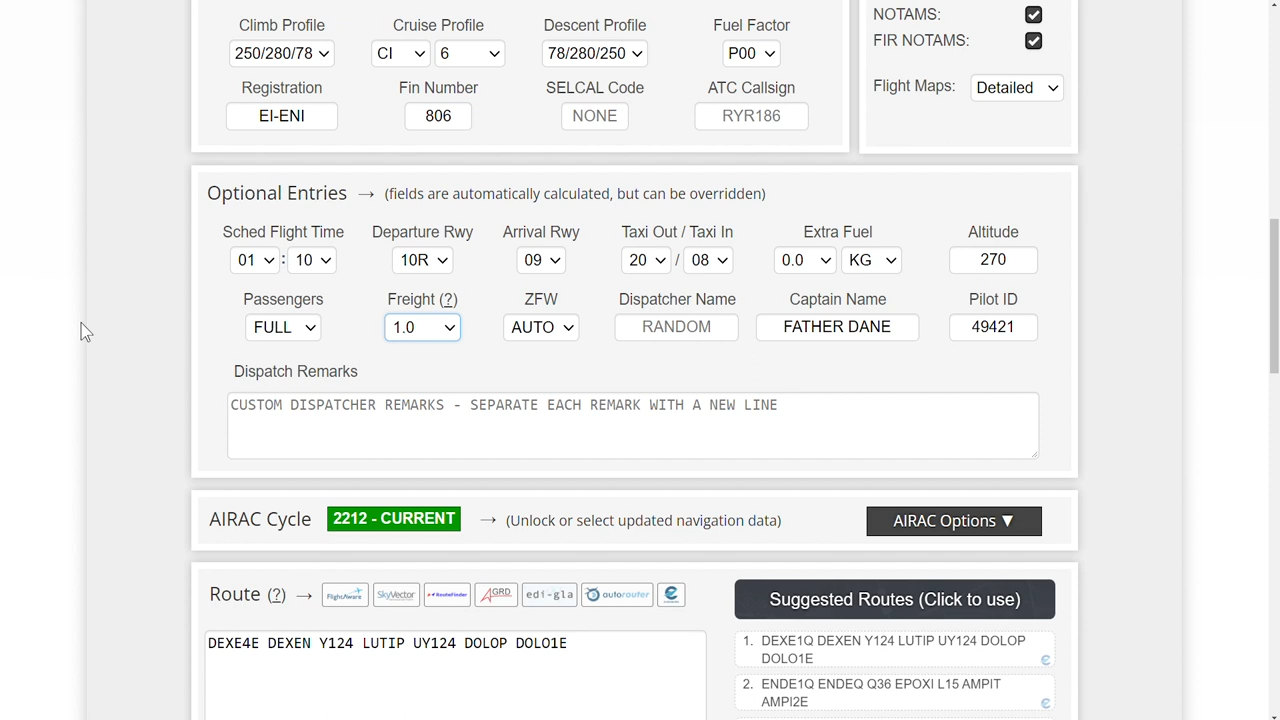 Climb Profile Cruise Profile Descent Profile Fuel Factor
250/280/78 CI 6 78/280/250 P00
Registration Fin Number SELCAL Code ATC Callsign
EI-ENI 806 NONE RYR186
NOTAMS:
FIR NOTAMS:
Flight Maps: Detailed
Optional Entries → (fields are automatically calculated, but can be overridden)
Sched Flight Time Departure Rwy Arrival Rwy Taxi Out / Taxi In Extra Fuel Altitude
01 : 10 10R 09 20 / 08 0.0 KG 270
Passengers Freight (?) ZFW Dispatcher Name Captain Name Pilot ID
FULL 1.0 AUTO RANDOM FATHER DANE 49421
Dispatch Remarks
CUSTOM DISPATCHER REMARKS - SEPARATE EACH REMARK WITH A NEW LINE
AIRAC Cycle 2212 - CURRENT → (Unlock or select updated navigation data) AIRAC Options ▼
Route (?) → FlightAware SkyVector RouteFinder GRD edi-gla autorouter
DEXE4E DEXEN Y124 LUTIP UY124 DOLOP DOLO1E
Suggested Routes (Click to use)
1. DEXE1Q DEXEN Y124 LUTIP UY124 DOLOP
DOLO1E
2. ENDE1Q ENDEQ Q36 EPOXI L15 AMPIT
AMPI2E